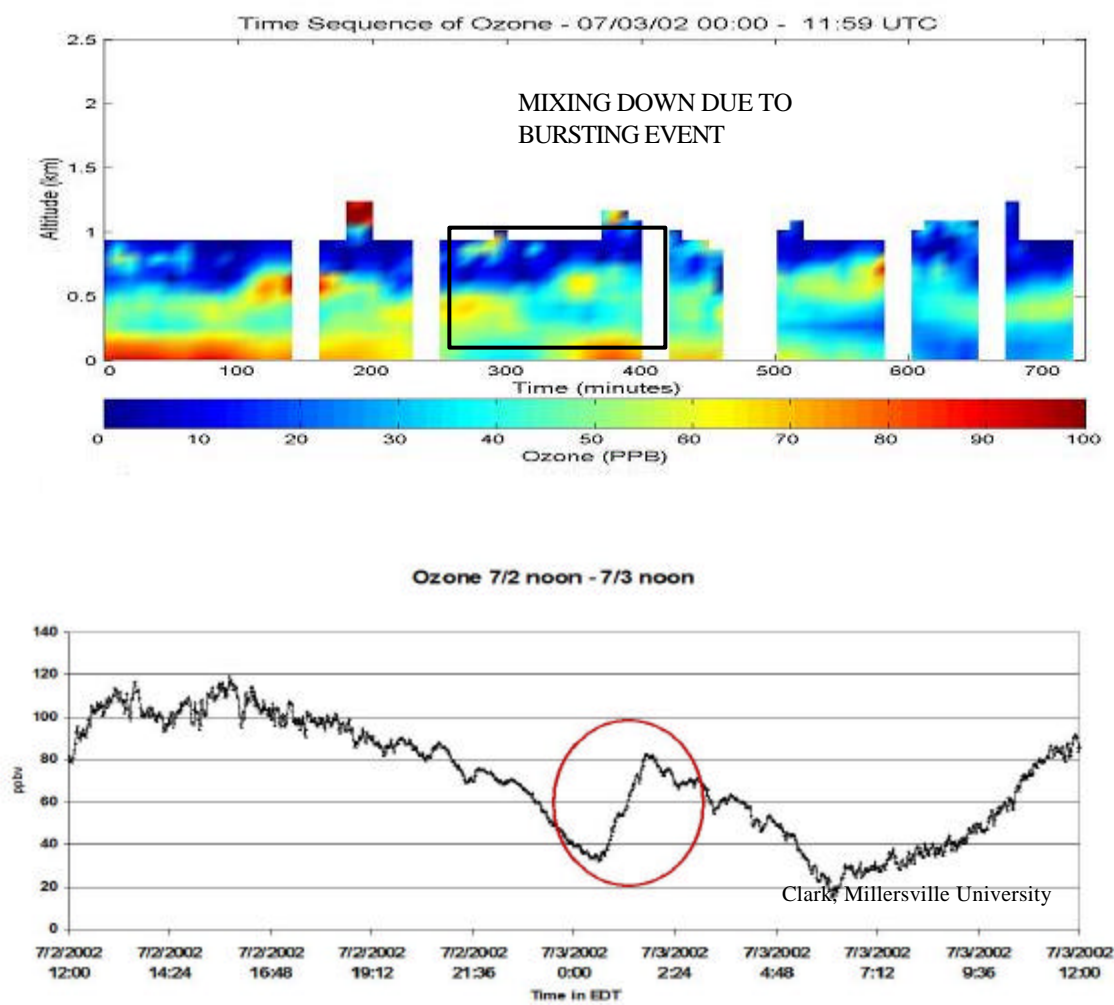 Time Sequence of Ozone - 07/03/02 00:00 - 11:59 UTC
2.5
2
1.5
1
0.5
0
Altitude (km)
MIXING DOWN DUE TO
BURSTING EVENT
0 100 200 300 400 500 600 700
Time (minutes)
0 10 20 30 40 50 60 70 80 90 100
Ozone (PPB)
Ozone 7/2 noon - 7/3 noon
140
120
100
80
60
40
20
0
ppbv
Clark, Millersville University
7/2/2002 7/2/2002 7/2/2002 7/2/2002 7/2/2002 7/3/2002 7/3/2002 7/3/2002 7/3/2002 7/3/2002 7/3/2002
12:00 14:24 16:48 19:12 21:36 0:00 2:24 4:48 7:12 9:36 12:00
Time in EDT